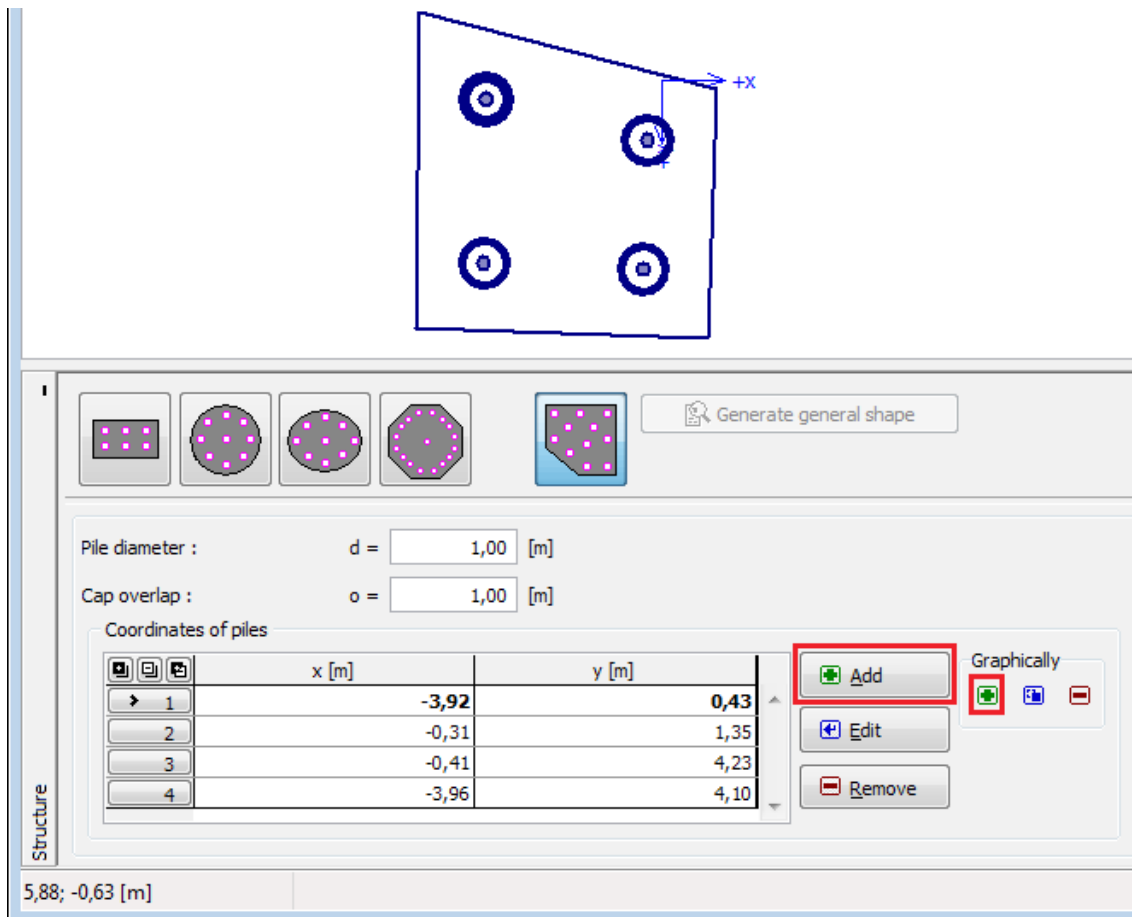 +X
+
Generate general shape
Pile diameter : d = 1,00 [m]
Cap overlap : o = 1,00 [m]
Coordinates of piles
x [m] y [m]
1 -3,92 0,43
2 -0,31 1,35
3 -0,41 4,23
4 -3,96 4,10
Add
Edit
Remove
Graphically
Structure
5,88; -0,63 [m]